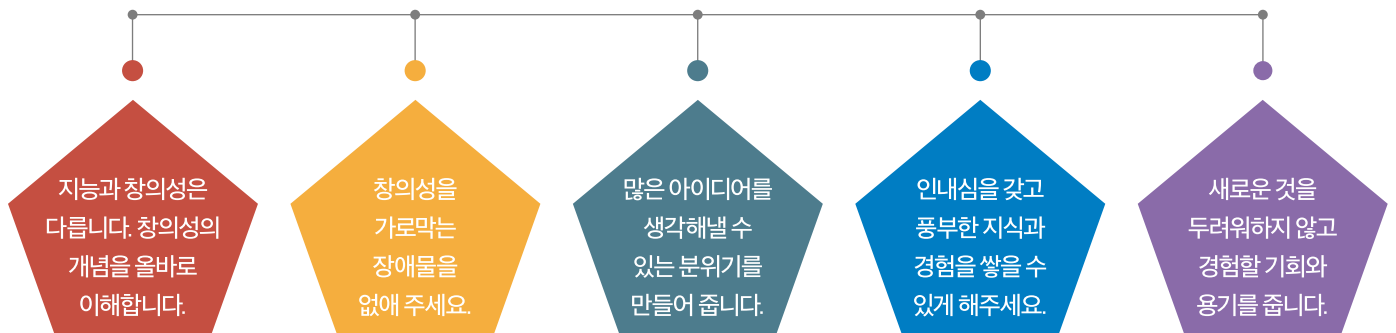 지능과 창의성은
다릅니다. 창의성의
개념을 올바로
이해합니다.
창의성을
가로막는
장애물을
없애 주세요.
많은 아이디어를
생각해낼 수
있는 분위기를
만들어 줍니다.
인내심을 갖고
풍부한 지식과
경험을 쌓을 수
있게 해주세요.
새로운 것을
두려워하지 않고
경험할 기회와
용기를 줍니다.